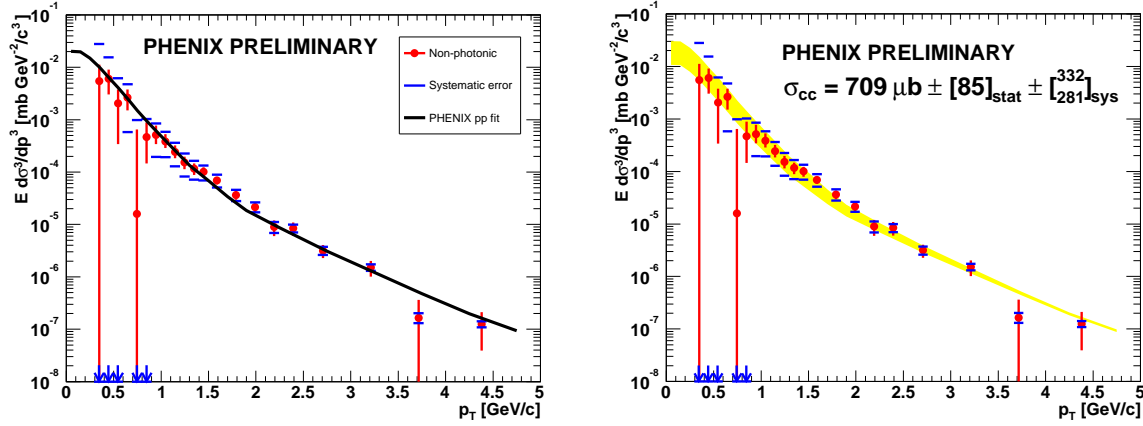 PHENIX PRELIMINARY
Non-photonic
Systematic error
PHENIX pp fit
E dσ³/dp³ [mb GeV⁻²/c³]
10⁻¹
10⁻²
10⁻³
10⁻⁴
10⁻⁵
10⁻⁶
10⁻⁷
10⁻⁸
0 0.5 1 1.5 2 2.5 3 3.5 4 4.5 5
p_T [GeV/c]
PHENIX PRELIMINARY
σ_cc = 709 μb ± [85]_stat ± [³³²₂₈₁]_sys
E dσ³/dp³ [mb GeV⁻²/c³]
10⁻¹
10⁻²
10⁻³
10⁻⁴
10⁻⁵
10⁻⁶
10⁻⁷
10⁻⁸
0 0.5 1 1.5 2 2.5 3 3.5 4 4.5 5
p_T [GeV/c]